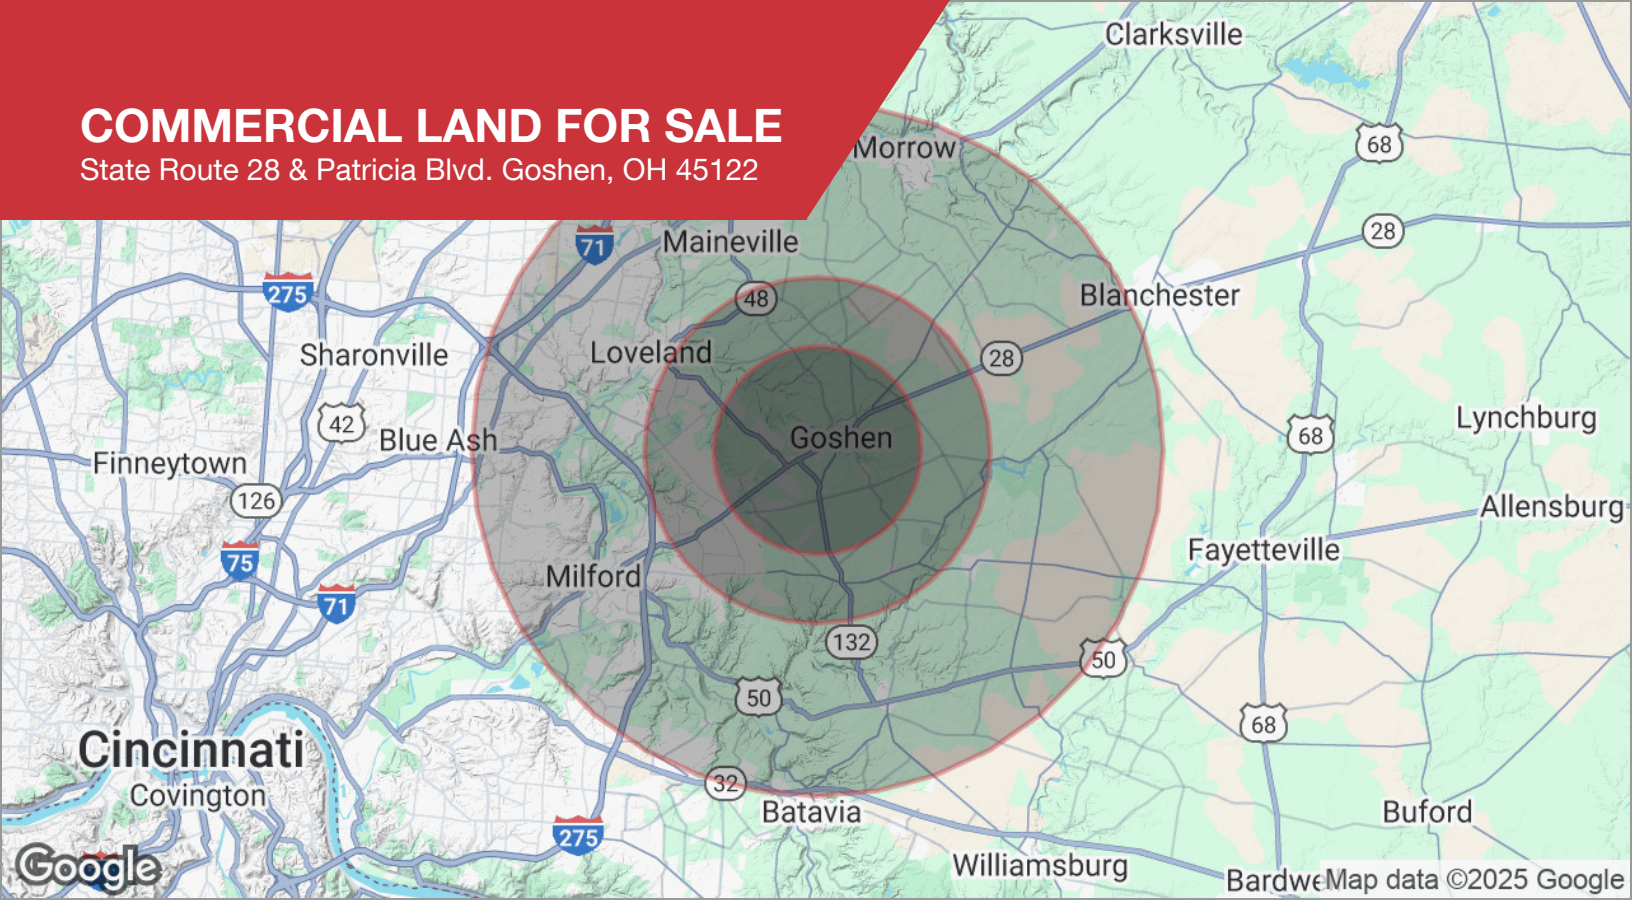 COMMERCIAL LAND FOR SALE
State Route 28 & Patricia Blvd. Goshen, OH 45122
Clarksville
68
Morrow
28
71
Maineville
275
48
Blanchester
Sharonville
Loveland
28
42
Blue Ash
Goshen
68
Lynchburg
Finneytown
126
Allensburg
75
Fayetteville
Milford
71
132
50
50
68
Cincinnati
Covington
32
Batavia
Buford
275
Williamsburg
Google
Bardwe
Map data ©2025 Google